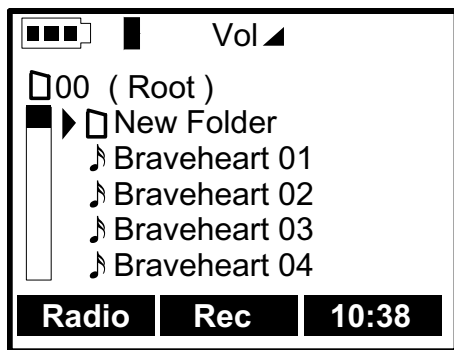 Vol
00 ( Root )
New Folder
Braveheart 01
Braveheart 02
Braveheart 03
Braveheart 04
Radio Rec 10:38